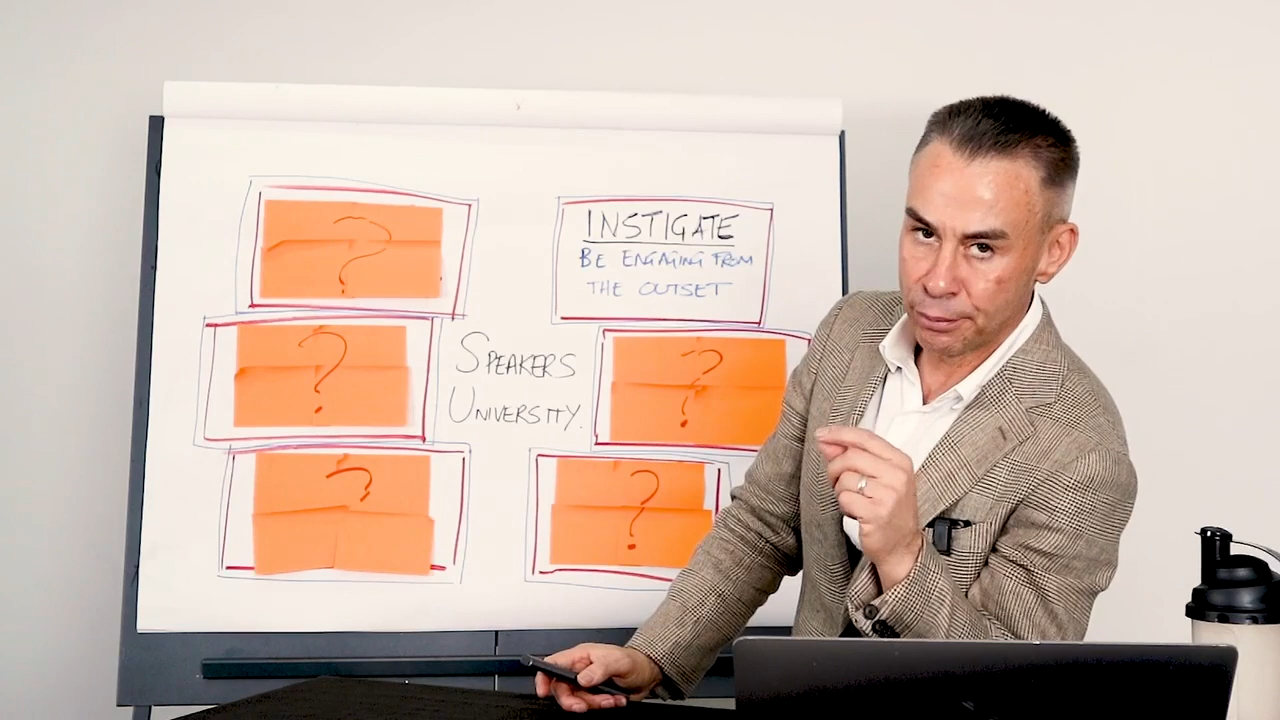 ?
INSTIGATE
BE ENGAGING FROM
THE OUTSET
?
SPEAKERS
UNIVERSITY.
?
?
?